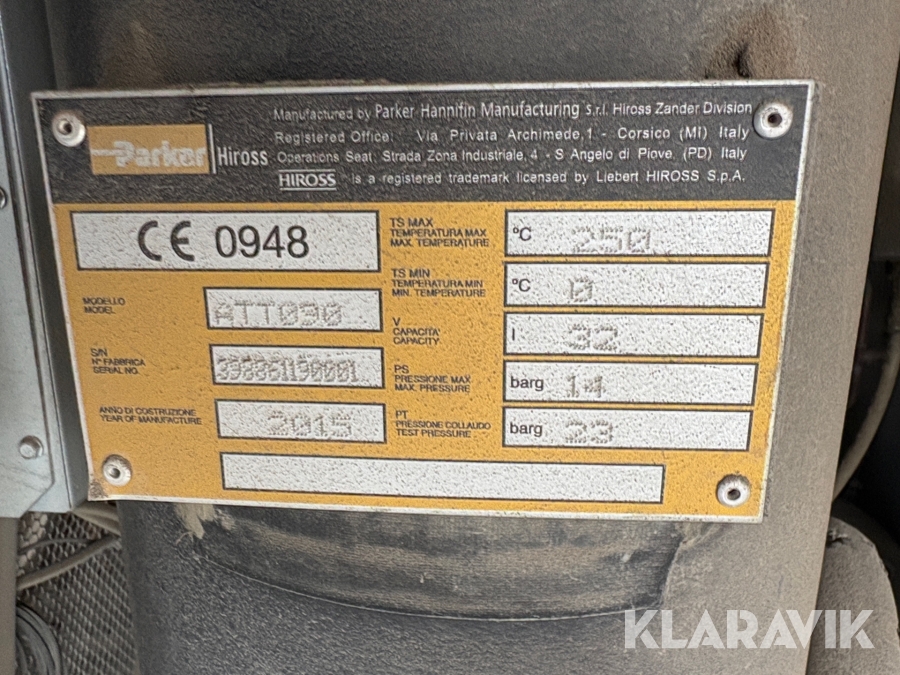 Parker
Hiross
Manufactured by Parker Hannifin Manufacturing S.r.l. Hiross Zander Division
Registered Office: Via Privata Archimede, 1 - Corsico (MI) Italy
Operations Seat: Strada Zona Industriale, 4 - S Angelo di Piove, (PD) Italy
HIROSS is a registered trademark licensed by Liebert HIROSS S.p.A.
CE 0948
MODELLO
MODEL
ATT090
S/N
N° FABBRICA
SERIAL NO.
398861190001
ANNO DI COSTRUZIONE
YEAR OF MANUFACTURE
2015
TS MAX
TEMPERATURA MAX
MAX. TEMPERATURE
°C 250
TS MIN
TEMPERATURA MIN
MIN. TEMPERATURE
°C 0
V
CAPACITA'
CAPACITY
l 32
PS
PRESSIONE MAX
MAX. PRESSURE
barg 14
PT
PRESSIONE COLLAUDO
TEST PRESSURE
barg 23
KLARAVIK